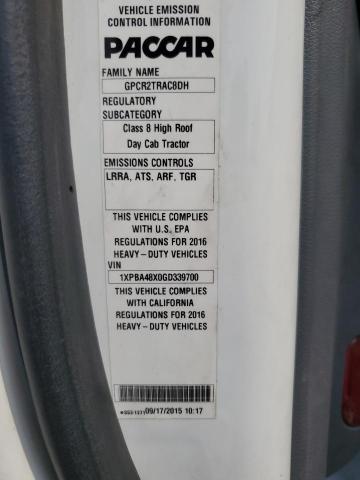 VEHICLE EMISSION
CONTROL INFORMATION
PACCAR
FAMILY NAME
GPCR2TRAC8DH
REGULATORY
SUBCATEGORY
Class 8 High Roof
Day Cab Tractor
EMISSIONS CONTROLS
LRRA, ATS, ARF, TGR
THIS VEHICLE COMPLIES
WITH U.S. EPA
REGULATIONS FOR 2016
HEAVY-DUTY VEHICLES
VIN
1XPBA48X0GD339700
THIS VEHICLE COMPLIES
WITH CALIFORNIA
REGULATIONS FOR 2016
HEAVY-DUTY VEHICLES
09/17/2015 10:17